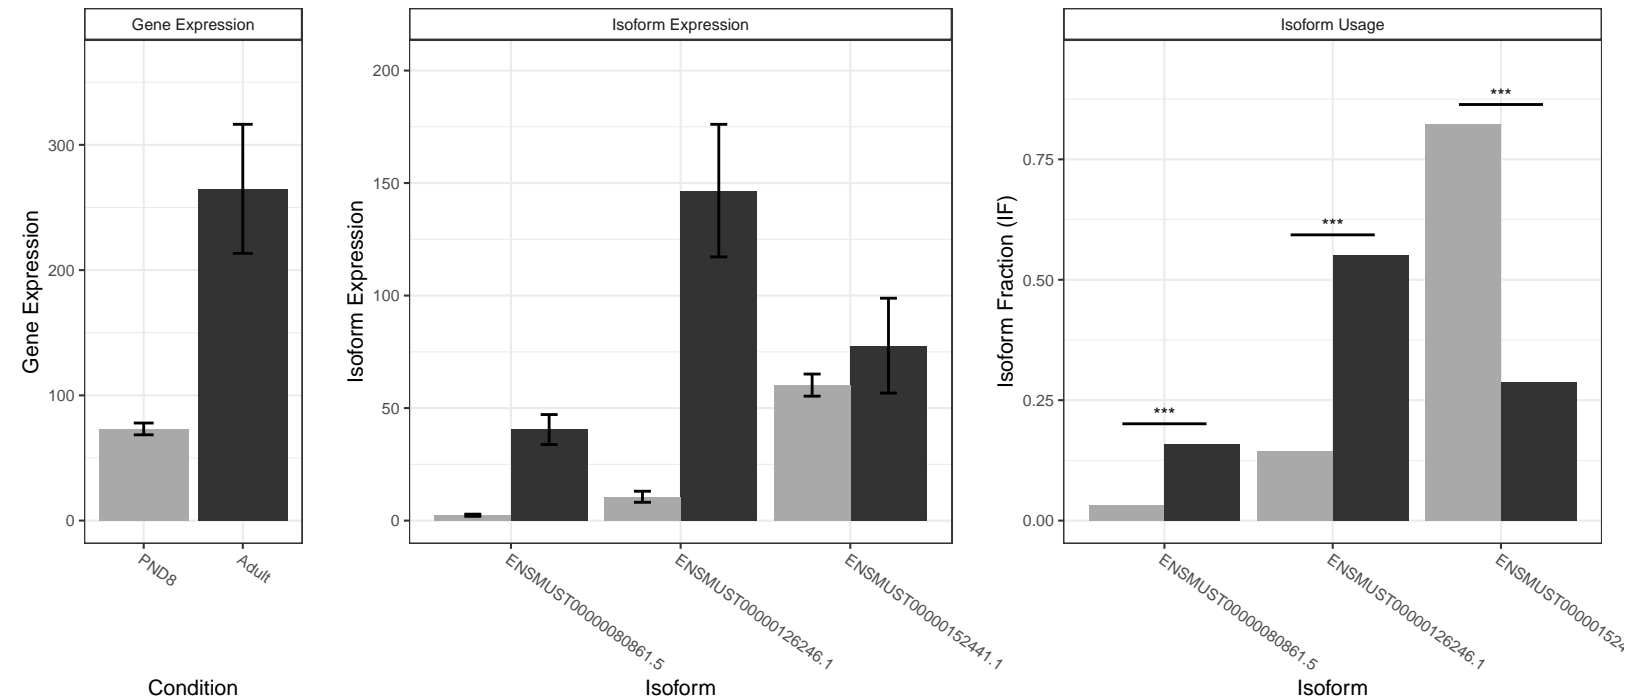 Gene Expression
Isoform Expression
Isoform Usage
Gene Expression
300
200
100
0
PND8
Adult
Condition
Isoform Expression
200
150
100
50
0
ENSMUST00000080861.5
ENSMUST00000126246.1
ENSMUST00000152441.1
Isoform
Isoform Fraction (IF)
0.75
0.50
0.25
0.00
***
***
***
ENSMUST00000080861.5
ENSMUST00000126246.1
ENSMUST000001524
Isoform